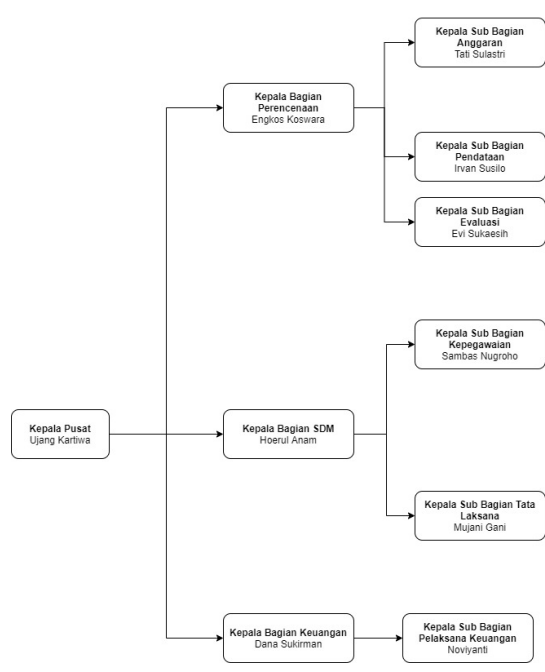 Kepala Sub Bagian
Anggaran
Tati Sulastri
Kepala Bagian
Perencenaan
Engkos Koswara
Kepala Sub Bagian
Pendataan
Irvan Susilo
Kepala Sub Bagian
Evaluasi
Evi Sukaesih
Kepala Sub Bagian
Kepegawaian
Sambas Nugroho
Kepala Pusat
Ujang Kartiwa
Kepala Bagian SDM
Hoerul Anam
Kepala Sub Bagian Tata
Laksana
Mujani Gani
Kepala Bagian Keuangan
Dana Sukirman
Kepala Sub Bagian
Pelaksana Keuangan
Noviyanti